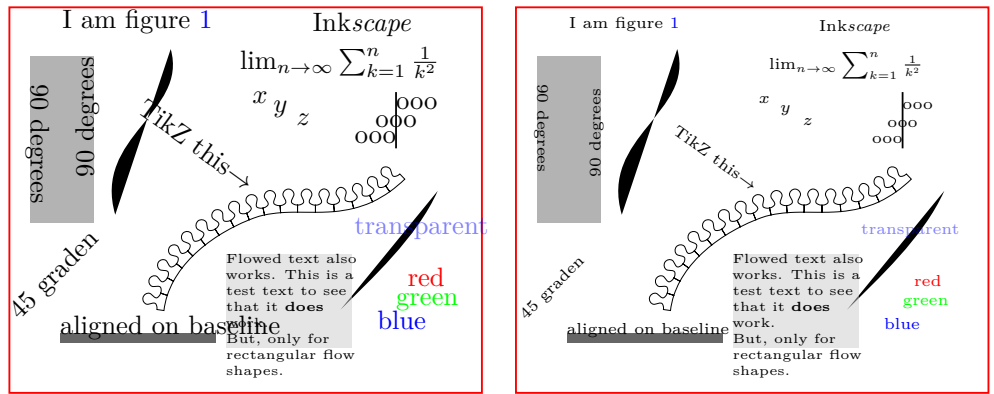 I am figure 1
Inkscape
lim n→∞ ∑ n k=1 1/k²
90 degrees
90 degrees
TikZ this→
x y z
ooo
ooo
ooo
transparent
45 graden
Flowed text also
works. This is a
test text to see
that it does
work.
But, only for
rectangular flow
shapes.
red
green
blue
aligned on baseline
I am figure 1
Inkscape
lim n→∞ ∑ n k=1 1/k²
90 degrees
90 degrees
TikZ this→
x y z
ooo
ooo
ooo
transparent
45 graden
Flowed text also
works. This is a
test text to see
that it does
work.
But, only for
rectangular flow
shapes.
red
green
blue
aligned on baseline